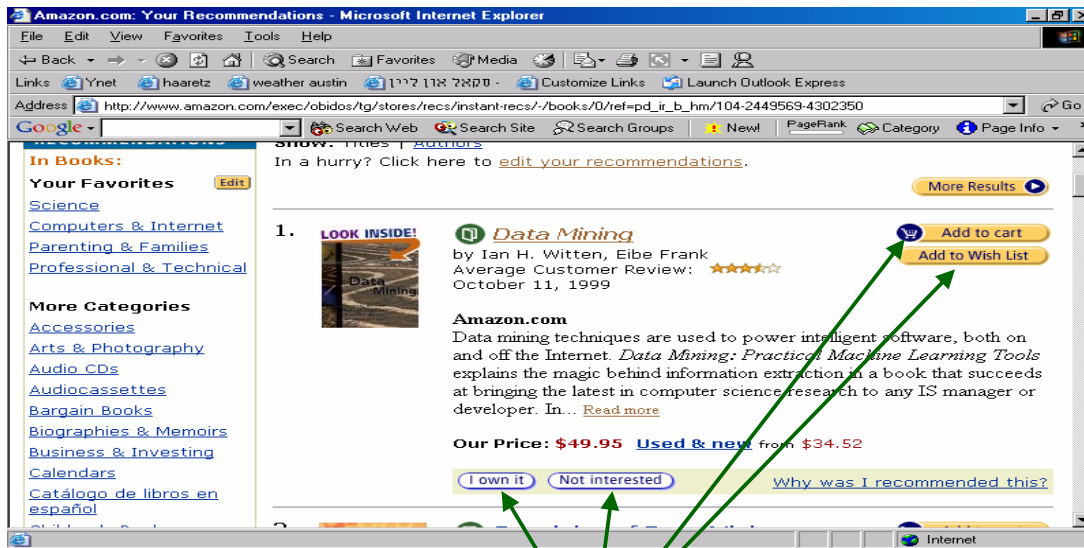 Amazon.com: Your Recommendations - Microsoft Internet Explorer
File Edit View Favorites Tools Help
Back Search Favorites Media
Links Ynet haaretz weather austin סקאל און ליין - Customize Links Launch Outlook Express
Address http://www.amazon.com/exec/obidos/tg/stores/recs/instant-recs/-/books/0/ref=pd_ir_b_hm/104-2449569-4302350 Go
Google Search Web Search Site Search Groups New! PageRank Category Page Info
RECOMMENDATIONS
In Books:
Your Favorites Edit
Science
Computers & Internet
Parenting & Families
Professional & Technical
More Categories
Accessories
Arts & Photography
Audio CDs
Audiocassettes
Bargain Books
Biographies & Memoirs
Business & Investing
Calendars
Catálogo de libros en
español
Show: Titles | Authors
In a hurry? Click here to edit your recommendations.
More Results
1. LOOK INSIDE! Data Mining
Data
Mining
by Ian H. Witten, Eibe Frank
Average Customer Review:
October 11, 1999
Add to cart
Add to Wish List
Amazon.com
Data mining techniques are used to power intelligent software, both on
and off the Internet. Data Mining: Practical Machine Learning Tools
explains the magic behind information extraction in a book that succeeds
at bringing the latest in computer science research to any IS manager or
developer. In... Read more
Our Price: $49.95 Used & new from $34.52
I own it Not interested Why was I recommended this?
Internet